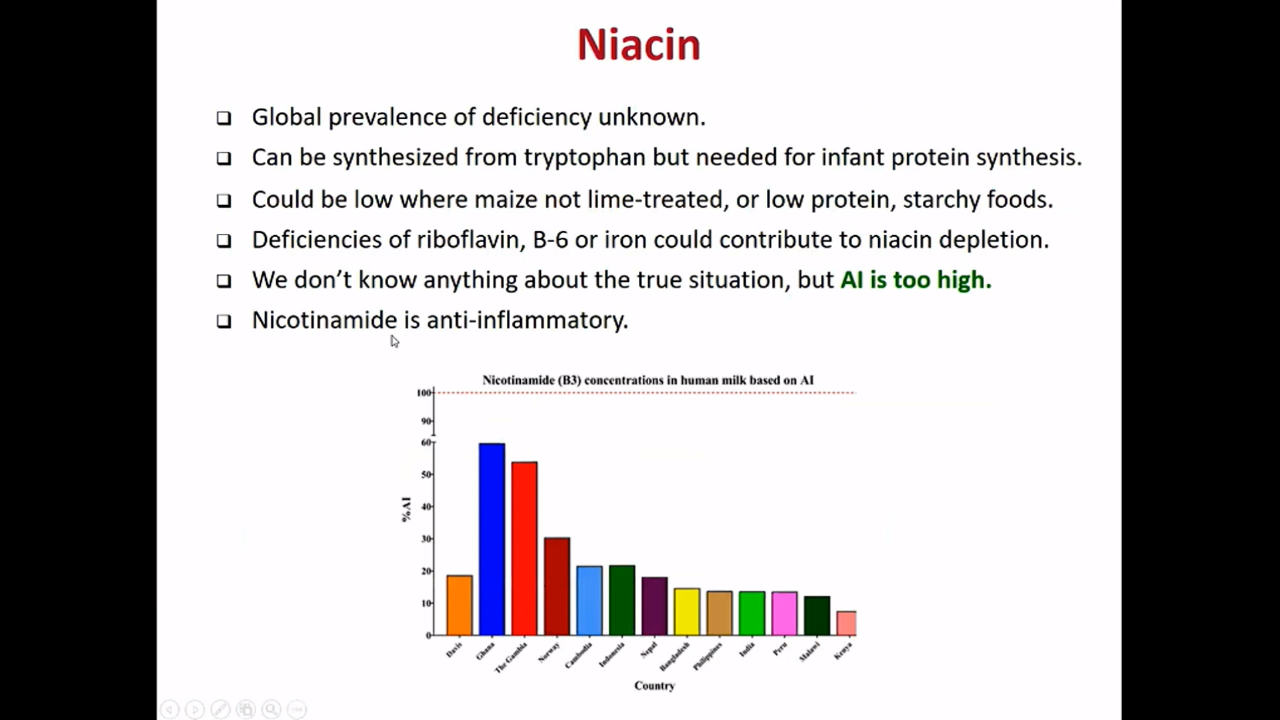 Niacin
Global prevalence of deficiency unknown.
Can be synthesized from tryptophan but needed for infant protein synthesis.
Could be low where maize not lime-treated, or low protein, starchy foods.
Deficiencies of riboflavin, B-6 or iron could contribute to niacin depletion.
We don’t know anything about the true situation, but AI is too high.
Nicotinamide is anti-inflammatory.
Nicotinamide (B3) concentrations in human milk based on AI
100
90
60
50
40
30
20
10
0
%AI
Davis
Ghana
The Gambia
Norway
Cambodia
Indonesia
Nepal
Bangladesh
Philippines
India
Peru
Malawi
Kenya
Country